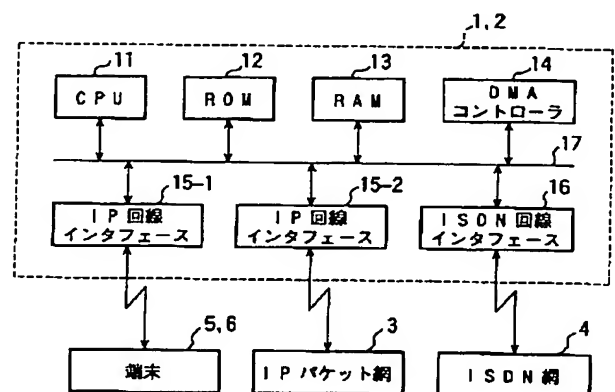 1, 2
11
12
13
14
CPU
ROM
RAM
DMA
コントローラ
17
15-1
15-2
16
IP回線
インタフェース
IP回線
インタフェース
ISDN回線
インタフェース
5, 6
3
4
端末
IPパケット網
ISDN網